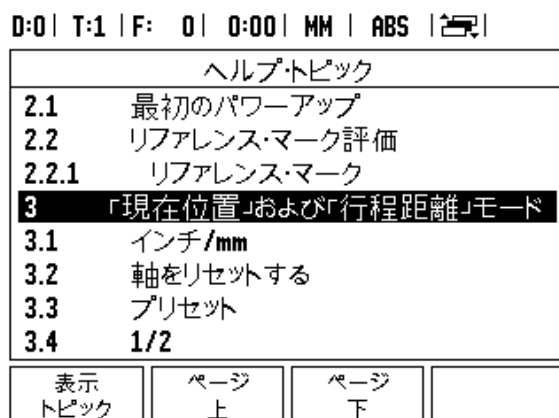 D:0| T:1 |F: 0| 0:00| MM | ABS |
ヘルプ・トピック
2.1 最初のパワーアップ
2.2 リファレンス・マーク評価
2.2.1 リファレンス・マーク
3 「現在位置」および「行程距離」モード
3.1 インチ/mm
3.2 軸をリセットする
3.3 プリセット
3.4 1/2
表示 トピック
ページ 上
ページ 下